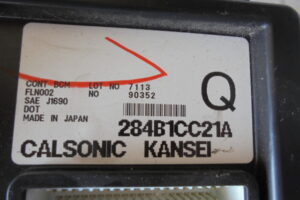 CONT BCM LOT NO 7113
FLN002 NO 90352
SAE J1690
DOT
MADE IN JAPAN
Q
284B1CC21A
CALSONIC KANSEI